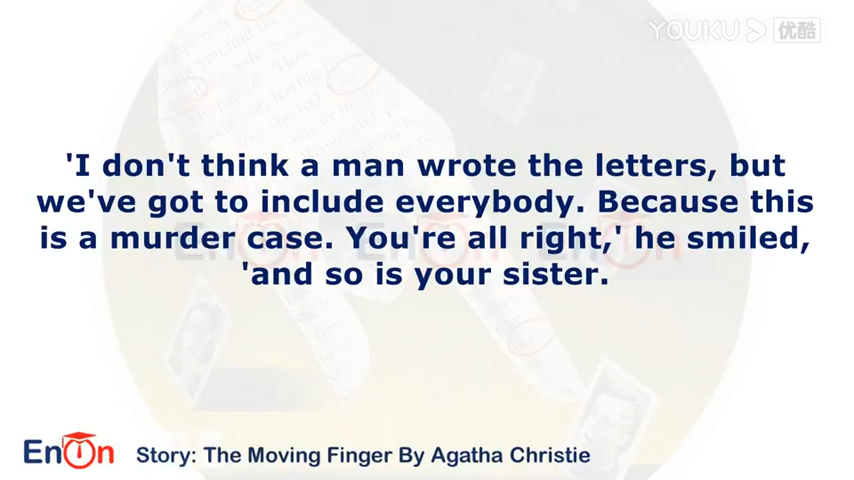 YOUKU 优酷
'I don't think a man wrote the letters, but
we've got to include everybody. Because this
is a murder case. You're all right,' he smiled,
'and so is your sister.
EnOn Story: The Moving Finger By Agatha Christie